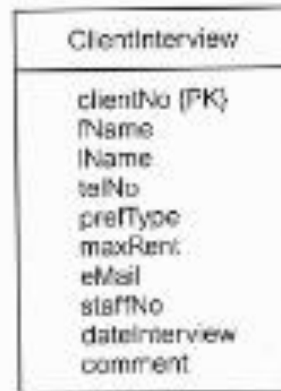 ClientInterview
clientNo {PK}
fName
lName
telNo
prefType
maxRent
eMail
staffNo
dateInterview
comment